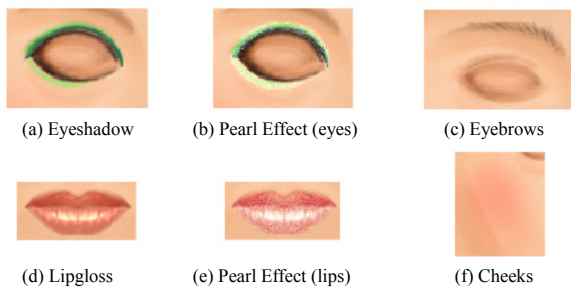 (a) Eyeshadow
(b) Pearl Effect (eyes)
(c) Eyebrows
(d) Lipgloss
(e) Pearl Effect (lips)
(f) Cheeks